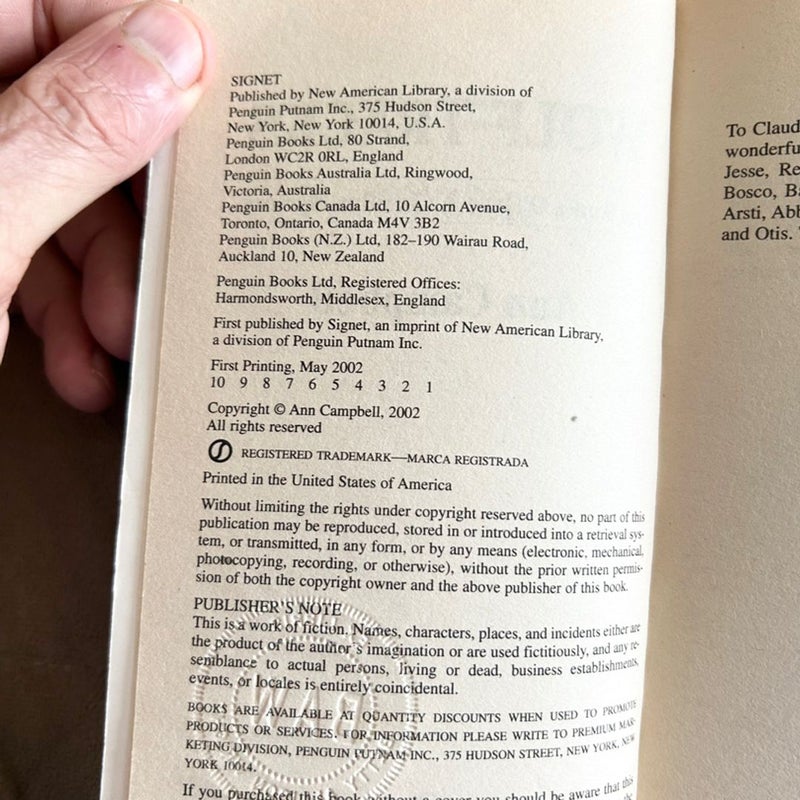 SIGNET
Published by New American Library, a division of
Penguin Putnam Inc., 375 Hudson Street,
New York, New York 10014, U.S.A.
Penguin Books Ltd, 80 Strand,
London WC2R 0RL, England
Penguin Books Australia Ltd, Ringwood,
Victoria, Australia
Penguin Books Canada Ltd, 10 Alcorn Avenue,
Toronto, Ontario, Canada M4V 3B2
Penguin Books (N.Z.) Ltd, 182–190 Wairau Road,
Auckland 10, New Zealand
Penguin Books Ltd, Registered Offices:
Harmondsworth, Middlesex, England
First published by Signet, an imprint of New American Library,
a division of Penguin Putnam Inc.
First Printing, May 2002
10 9 8 7 6 5 4 3 2 1
Copyright © Ann Campbell, 2002
All rights reserved
REGISTERED TRADEMARK—MARCA REGISTRADA
Printed in the United States of America
Without limiting the rights under copyright reserved above, no part of this
publication may be reproduced, stored in or introduced into a retrieval sys-
tem, or transmitted, in any form, or by any means (electronic, mechanical,
photocopying, recording, or otherwise), without the prior written permis-
sion of both the copyright owner and the above publisher of this book.
PUBLISHER'S NOTE
This is a work of fiction. Names, characters, places, and incidents either are
the product of the author's imagination or are used fictitiously, and any re-
semblance to actual persons, living or dead, business establishments,
events, or locales is entirely coincidental.
BOOKS ARE AVAILABLE AT QUANTITY DISCOUNTS WHEN USED TO PROMOTE
PRODUCTS OR SERVICES. FOR INFORMATION PLEASE WRITE TO PREMIUM MAR-
KETING DIVISION, PENGUIN PUTNAM INC., 375 HUDSON STREET, NEW YORK, NEW
YORK 10014.
If you purchased this book without a cover you should be aware that this
To Claud
wonderfu
Jesse, Re
Bosco, Ba
Arsti, Abb
and Otis.